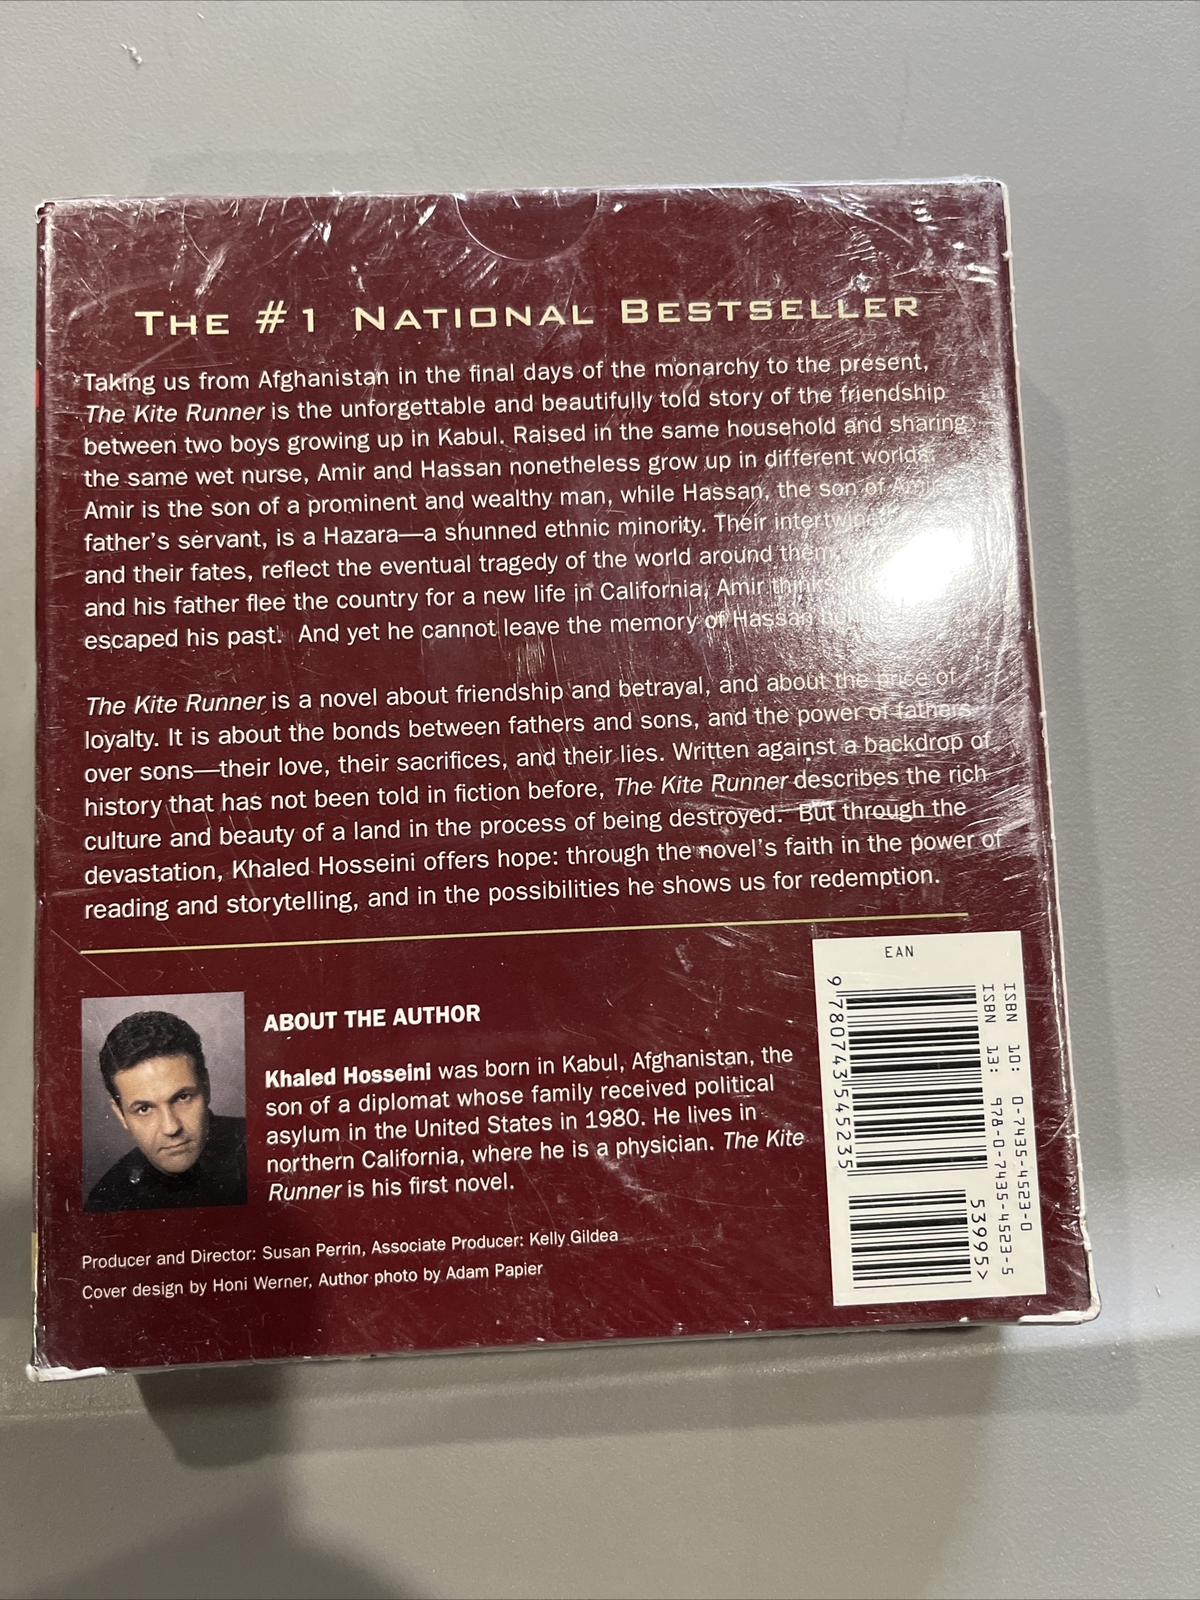 THE #1 NATIONAL BESTSELLER
Taking us from Afghanistan in the final days of the monarchy to the present,
The Kite Runner is the unforgettable and beautifully told story of the friendship
between two boys growing up in Kabul. Raised in the same household and sharing
the same wet nurse, Amir and Hassan nonetheless grow up in different worlds:
Amir is the son of a prominent and wealthy man, while Hassan, the son of Amir's
father's servant, is a Hazara—a shunned ethnic minority. Their
and their fates, reflect the eventual tragedy of the world around them.
and his father flee the country for a new life in California, Amir thinks
escaped his past. And yet he cannot leave the memory of Hassan
The Kite Runner is a novel about friendship and betrayal, and about the price of
loyalty. It is about the bonds between fathers and sons, and the power of fathers
over sons—their love, their sacrifices, and their lies. Written against a backdrop of
history that has not been told in fiction before, The Kite Runner describes the rich
culture and beauty of a land in the process of being destroyed. But through the
devastation, Khaled Hosseini offers hope: through the novel's faith in the power of
reading and storytelling, and in the possibilities he shows us for redemption.
ABOUT THE AUTHOR
Khaled Hosseini was born in Kabul, Afghanistan, the
son of a diplomat whose family received political
asylum in the United States in 1980. He lives in
northern California, where he is a physician. The Kite
Runner is his first novel.
Producer and Director: Susan Perrin, Associate Producer: Kelly Gildea
Cover design by Honi Werner, Author photo by Adam Papier
EAN
ISBN 10: 0-7435-4523-0
ISBN 13: 978-0-7435-4523-5
9 780743 545235
53995>